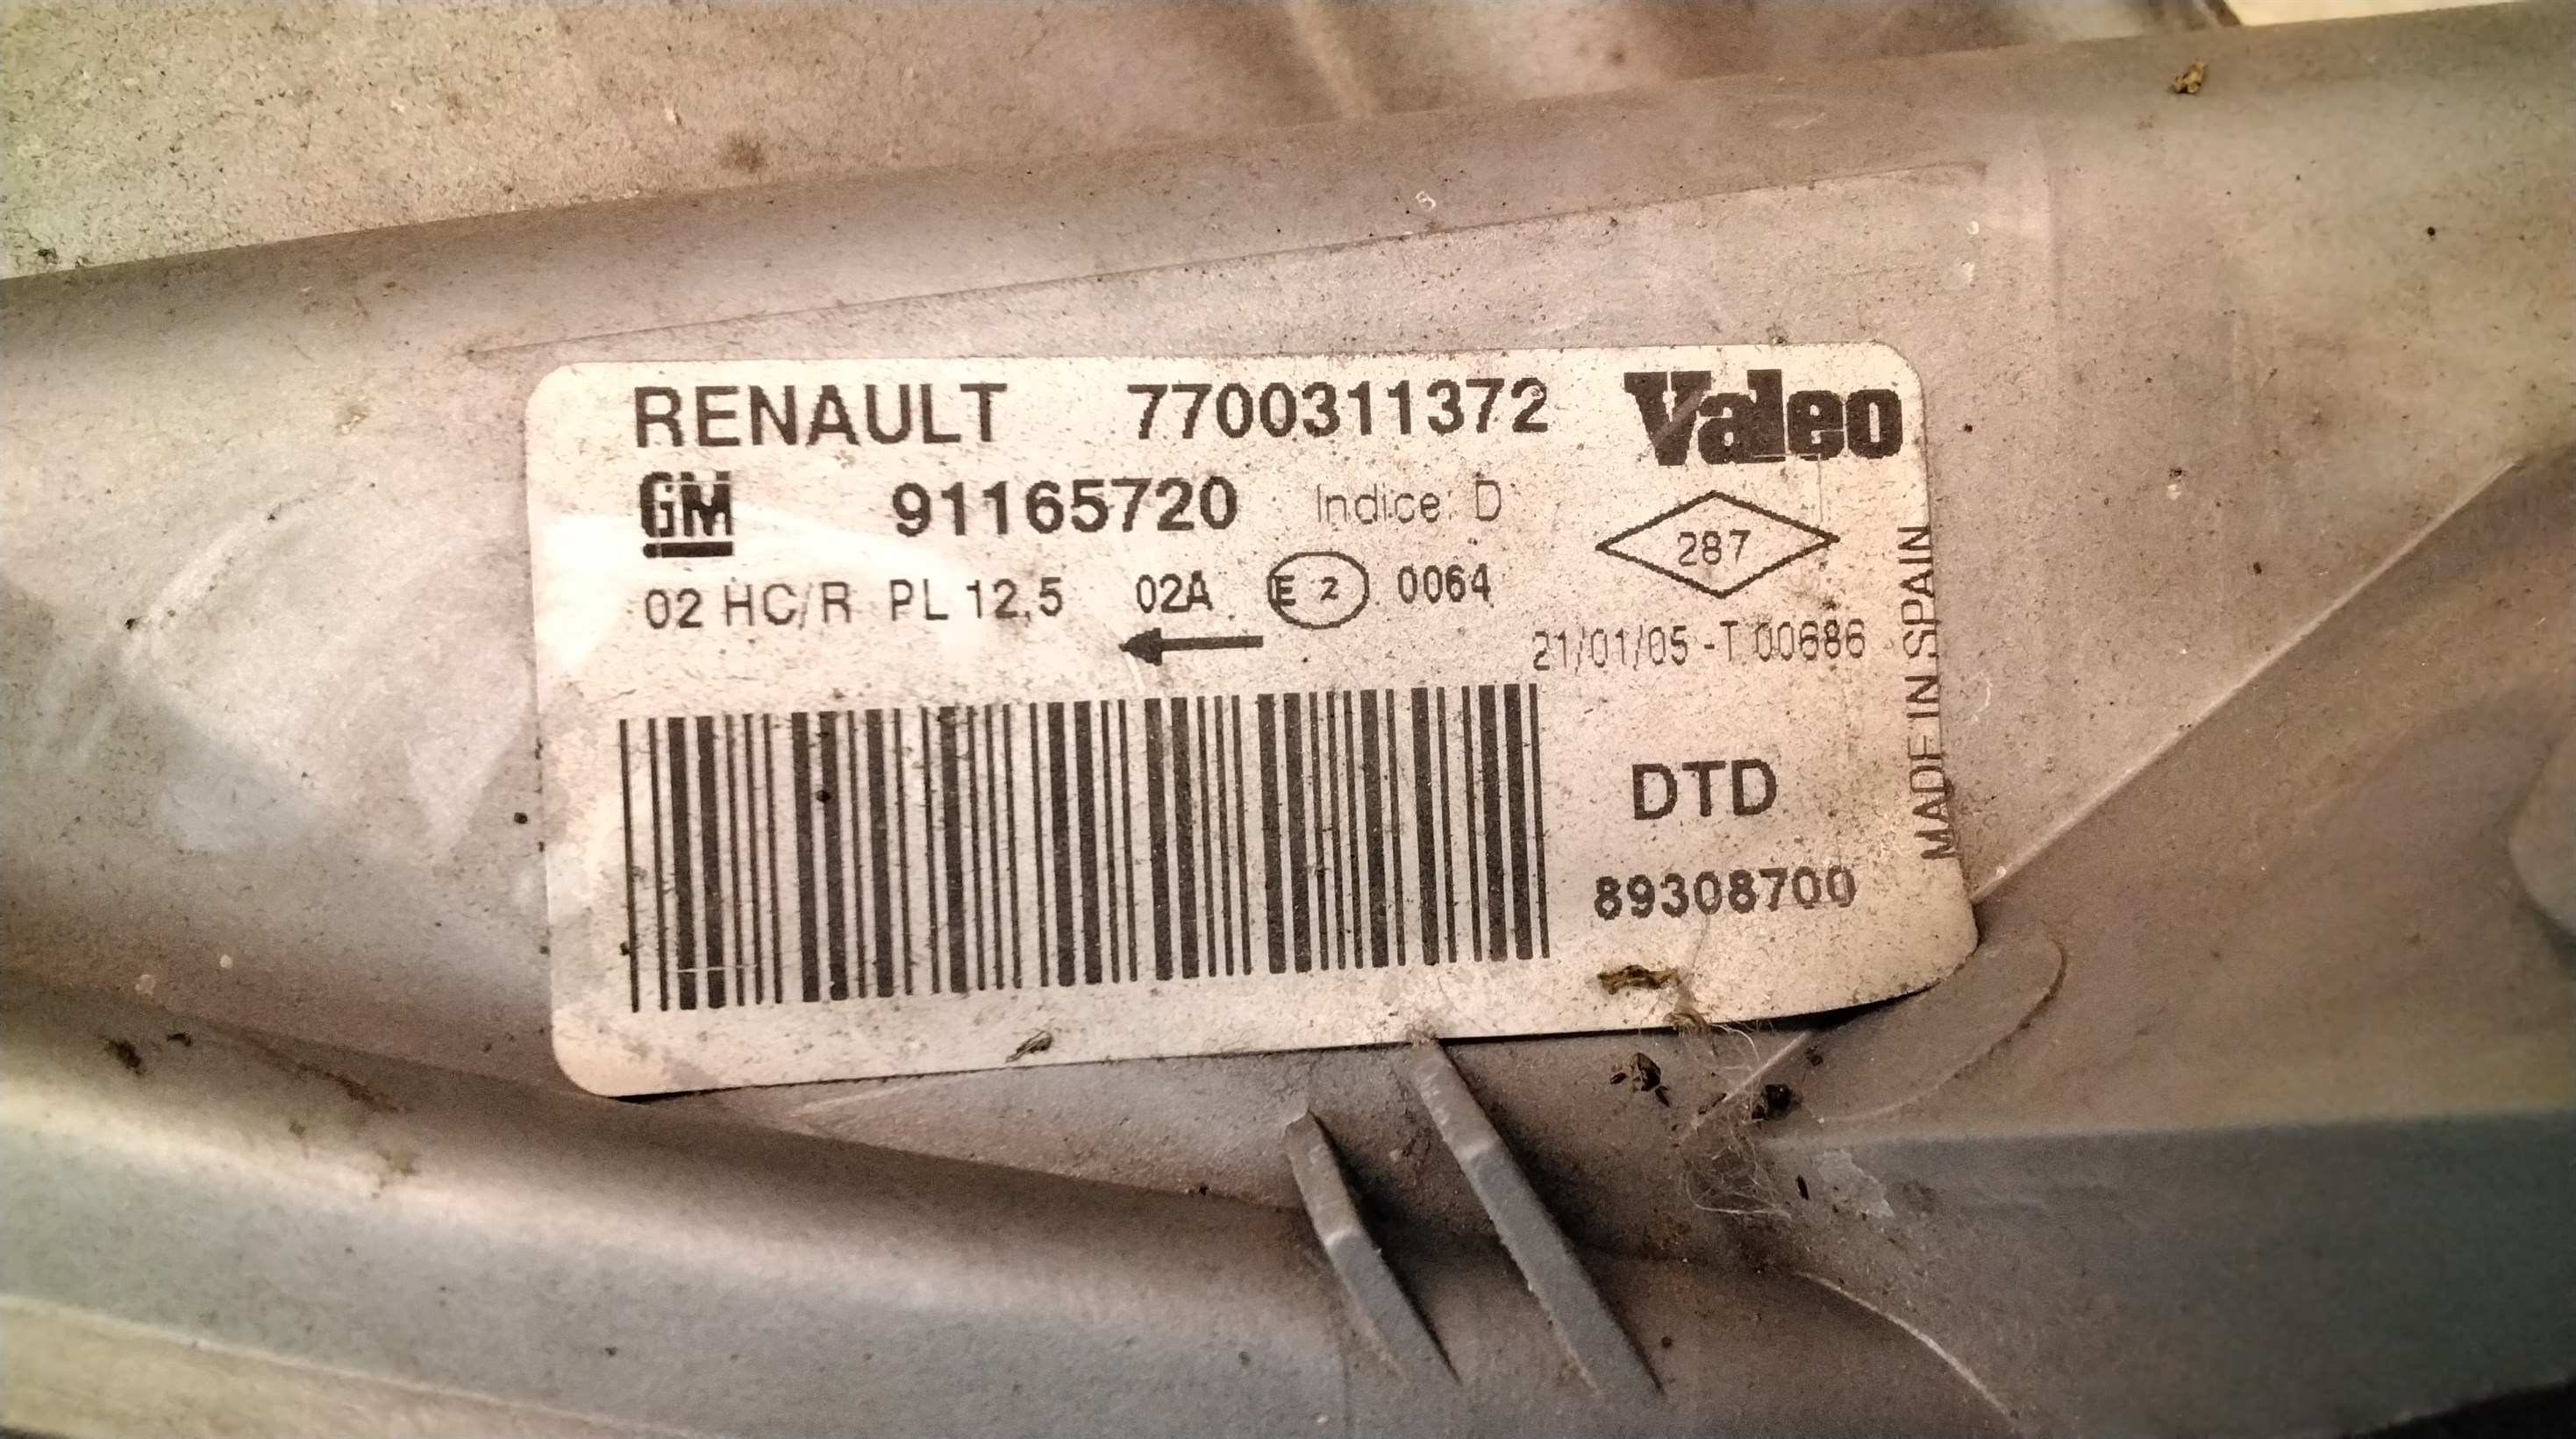 RENAULT 7700311372 Valeo
GM 91165720 Indice: D
287
02 HC/R PL 12,5 02A E 2 0064
21/01/05 -T 00686
MADE IN SPAIN
DTD
89308700